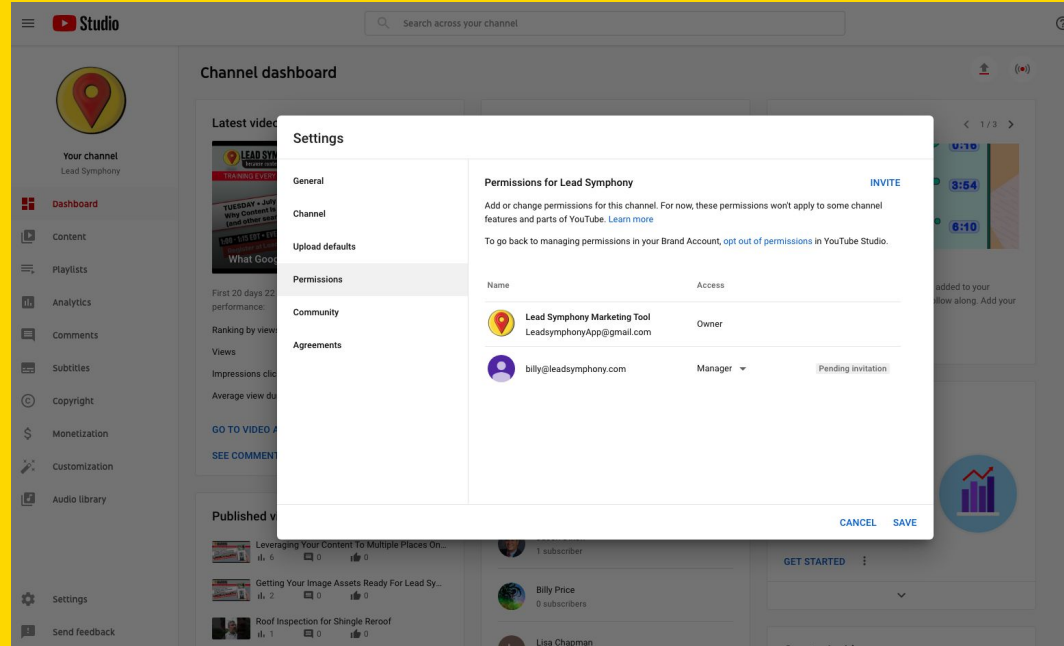 Studio
Search across your channel
Channel dashboard
Your channel
Lead Symphony
Dashboard
Content
Playlists
Analytics
Comments
Subtitles
Copyright
Monetization
Customization
Audio library
Settings
Send feedback
Latest video
LEAD SYM
TRAINING EVERY
TUESDAY • July
Why Content is
(and other sear
What Goog
First 20 days 22
performance:
Ranking by views
Views
Impressions clic
Average view du
GO TO VIDEO A
SEE COMMENT
Published vi
Leveraging Your Content To Multiple Places On...
6 0 0
Getting Your Image Assets Ready For Lead Sy...
2 0 0
Roof Inspection for Shingle Reroof
1 0 0
Settings
General
Channel
Upload defaults
Permissions
Community
Agreements
Permissions for Lead Symphony
INVITE
Add or change permissions for this channel. For now, these permissions won't apply to some channel
features and parts of YouTube. Learn more
To go back to managing permissions in your Brand Account, opt out of permissions in YouTube Studio.
Name Access
Lead Symphony Marketing Tool
LeadsymphonyApp@gmail.com
Owner
billy@leadsymphony.com Manager Pending invitation
CANCEL SAVE
1 subscriber
Billy Price
0 subscribers
Lisa Chapman
1 / 3
0:16
3:54
6:10
added to your
llow along. Add your
GET STARTED